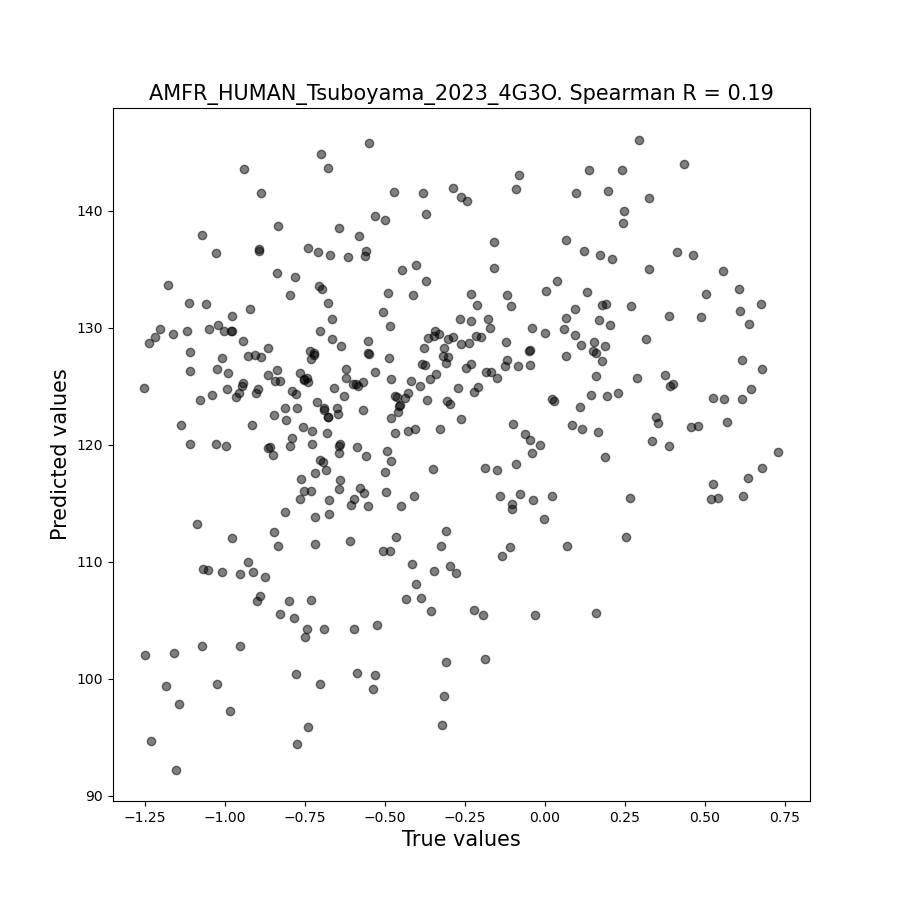 AMFR_HUMAN_Tsuboyama_2023_4G3O. Spearman R = 0.19
140
130
120
110
100
90
Predicted values
−1.25 −1.00 −0.75 −0.50 −0.25 0.00 0.25 0.50 0.75
True values